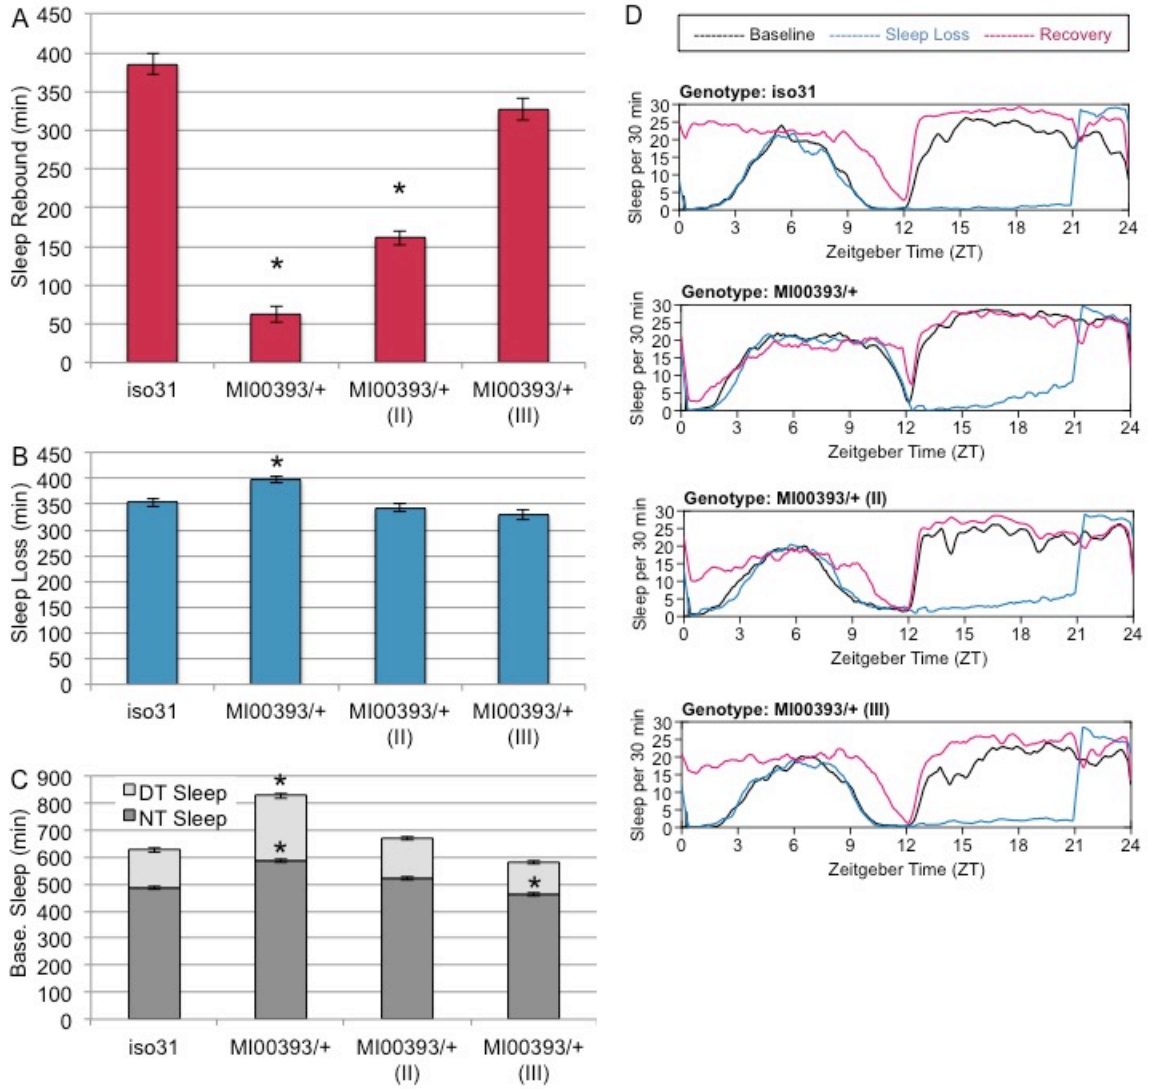 A
450
400
350
300
250
200
150
100
50
0
Sleep Rebound (min)
*
*
iso31
MI00393/+
MI00393/+
(II)
MI00393/+
(III)
B
450
400
350
300
250
200
150
100
50
0
Sleep Loss (min)
*
iso31
MI00393/+
MI00393/+
(II)
MI00393/+
(III)
C
900
800
700
600
500
400
300
200
100
0
Base. Sleep (min)
DT Sleep
NT Sleep
*
*
*
iso31
MI00393/+
MI00393/+
(II)
MI00393/+
(III)
D
Baseline Sleep Loss Recovery
Genotype: iso31
Sleep per 30 min
30
25
20
15
10
5
0
0 3 6 9 12 15 18 21 24
Zeitgeber Time (ZT)
Genotype: MI00393/+
Sleep per 30 min
30
25
20
15
10
5
0
0 3 6 9 12 15 18 21 24
Zeitgeber Time (ZT)
Genotype: MI00393/+ (II)
Sleep per 30 min
30
25
20
15
10
5
0
0 3 6 9 12 15 18 21 24
Zeitgeber Time (ZT)
Genotype: MI00393/+ (III)
Sleep per 30 min
30
25
20
15
10
5
0
0 3 6 9 12 15 18 21 24
Zeitgeber Time (ZT)